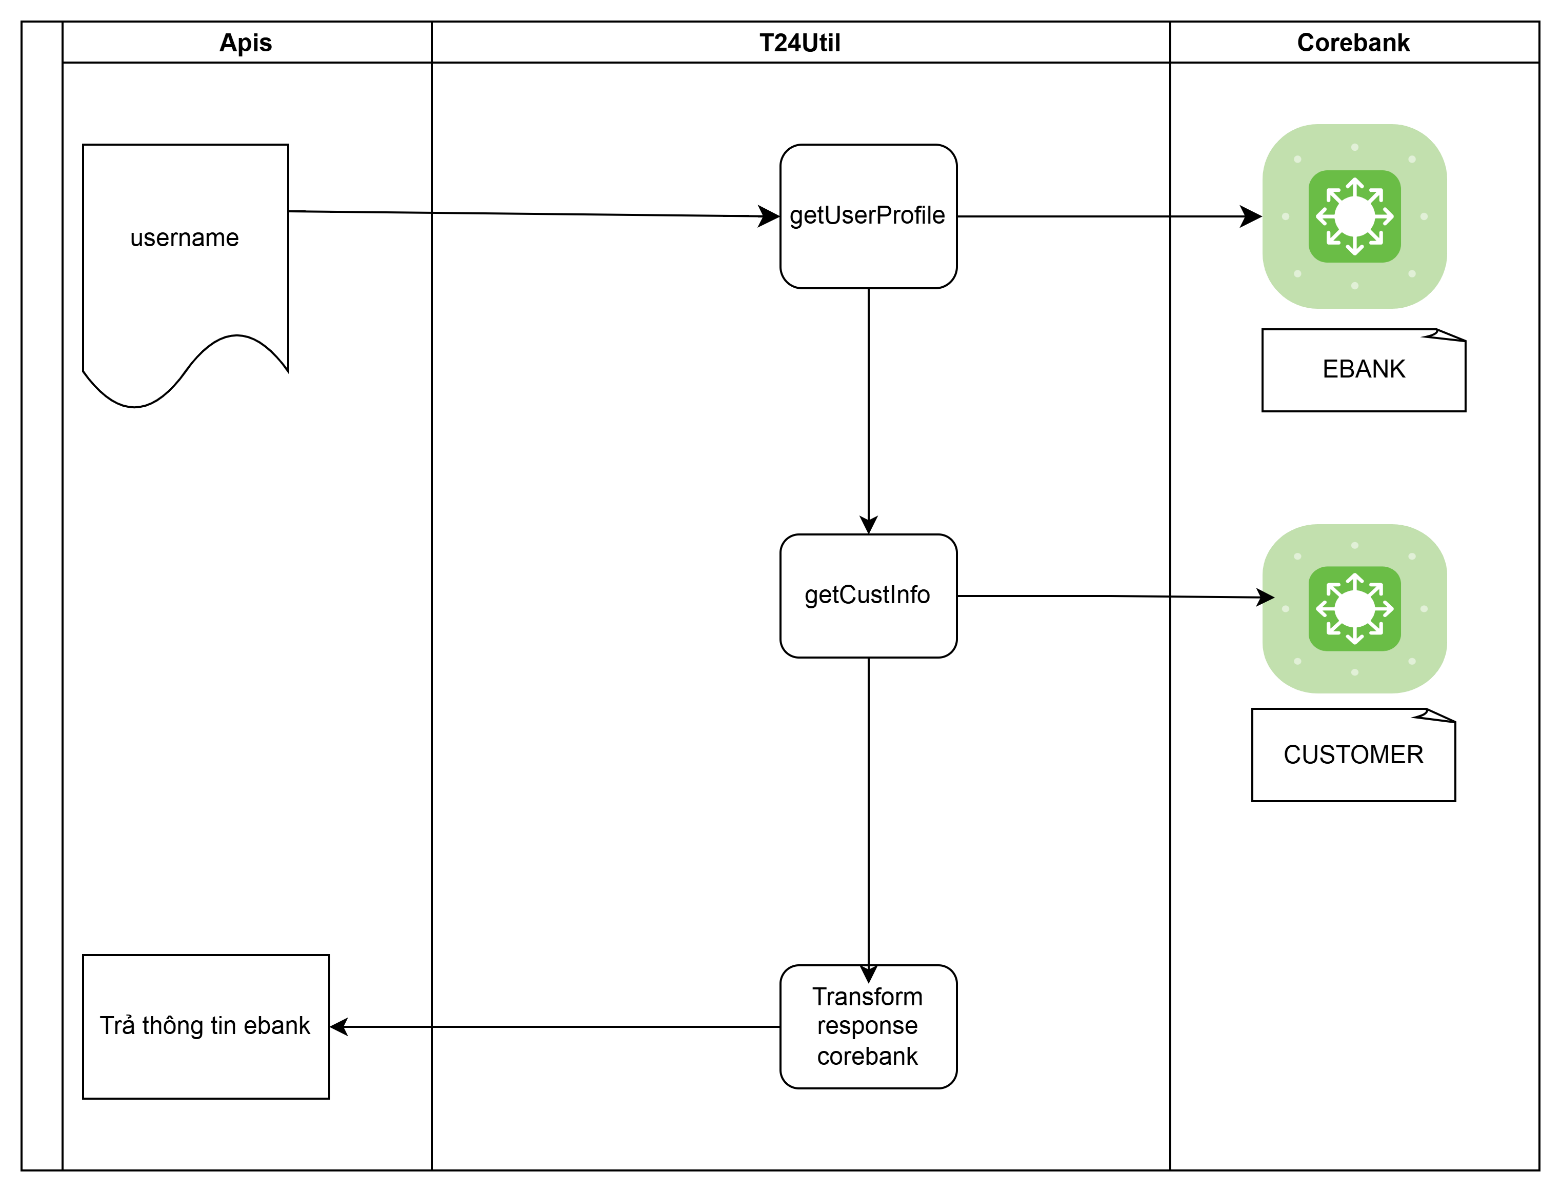 Apis
T24Util
Corebank
username
getUserProfile
EBANK
getCustInfo
CUSTOMER
Trả thông tin ebank
Transform
response
corebank